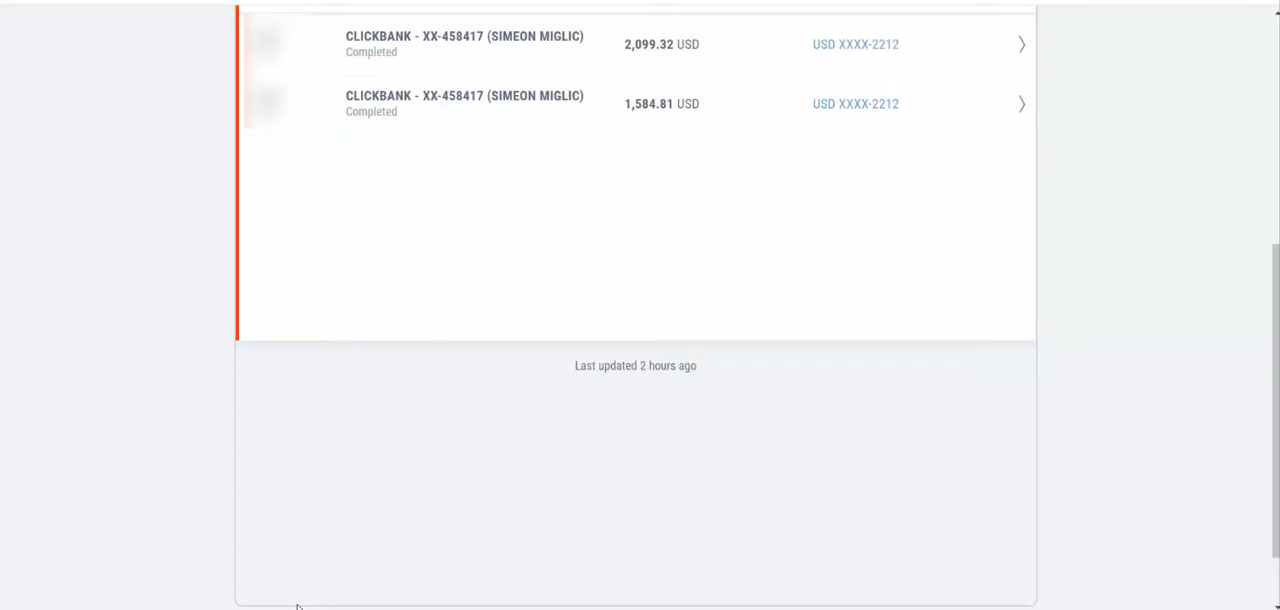 CLICKBANK - XX-458417 (SIMEON MIGLIC)
Completed
2,099.32 USD
USD XXXX-2212
CLICKBANK - XX-458417 (SIMEON MIGLIC)
Completed
1,584.81 USD
USD XXXX-2212
Last updated 2 hours ago